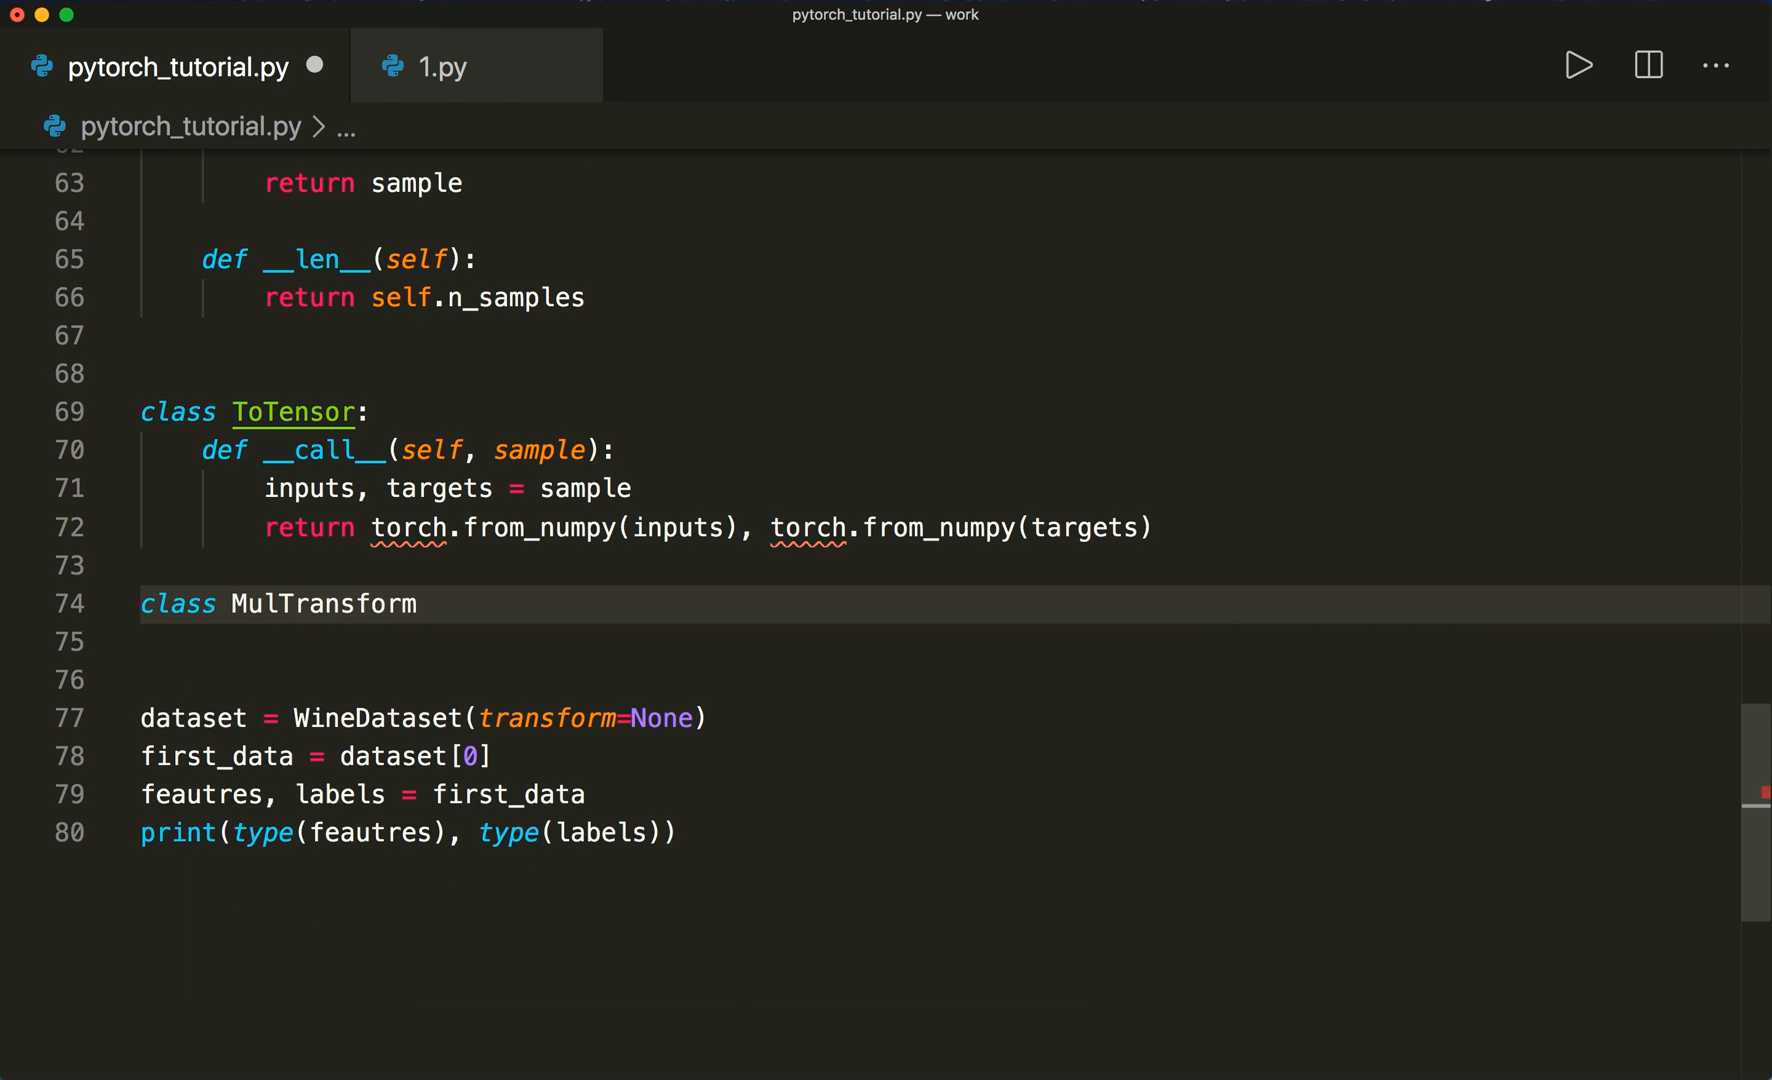 pytorch_tutorial.py — work
pytorch_tutorial.py
1.py
pytorch_tutorial.py > ...
62
63 return sample
64
65 def __len__(self):
66 return self.n_samples
67
68
69 class ToTensor:
70 def __call__(self, sample):
71 inputs, targets = sample
72 return torch.from_numpy(inputs), torch.from_numpy(targets)
73
74 class MulTransform
75
76
77 dataset = WineDataset(transform=None)
78 first_data = dataset[0]
79 feautres, labels = first_data
80 print(type(feautres), type(labels))